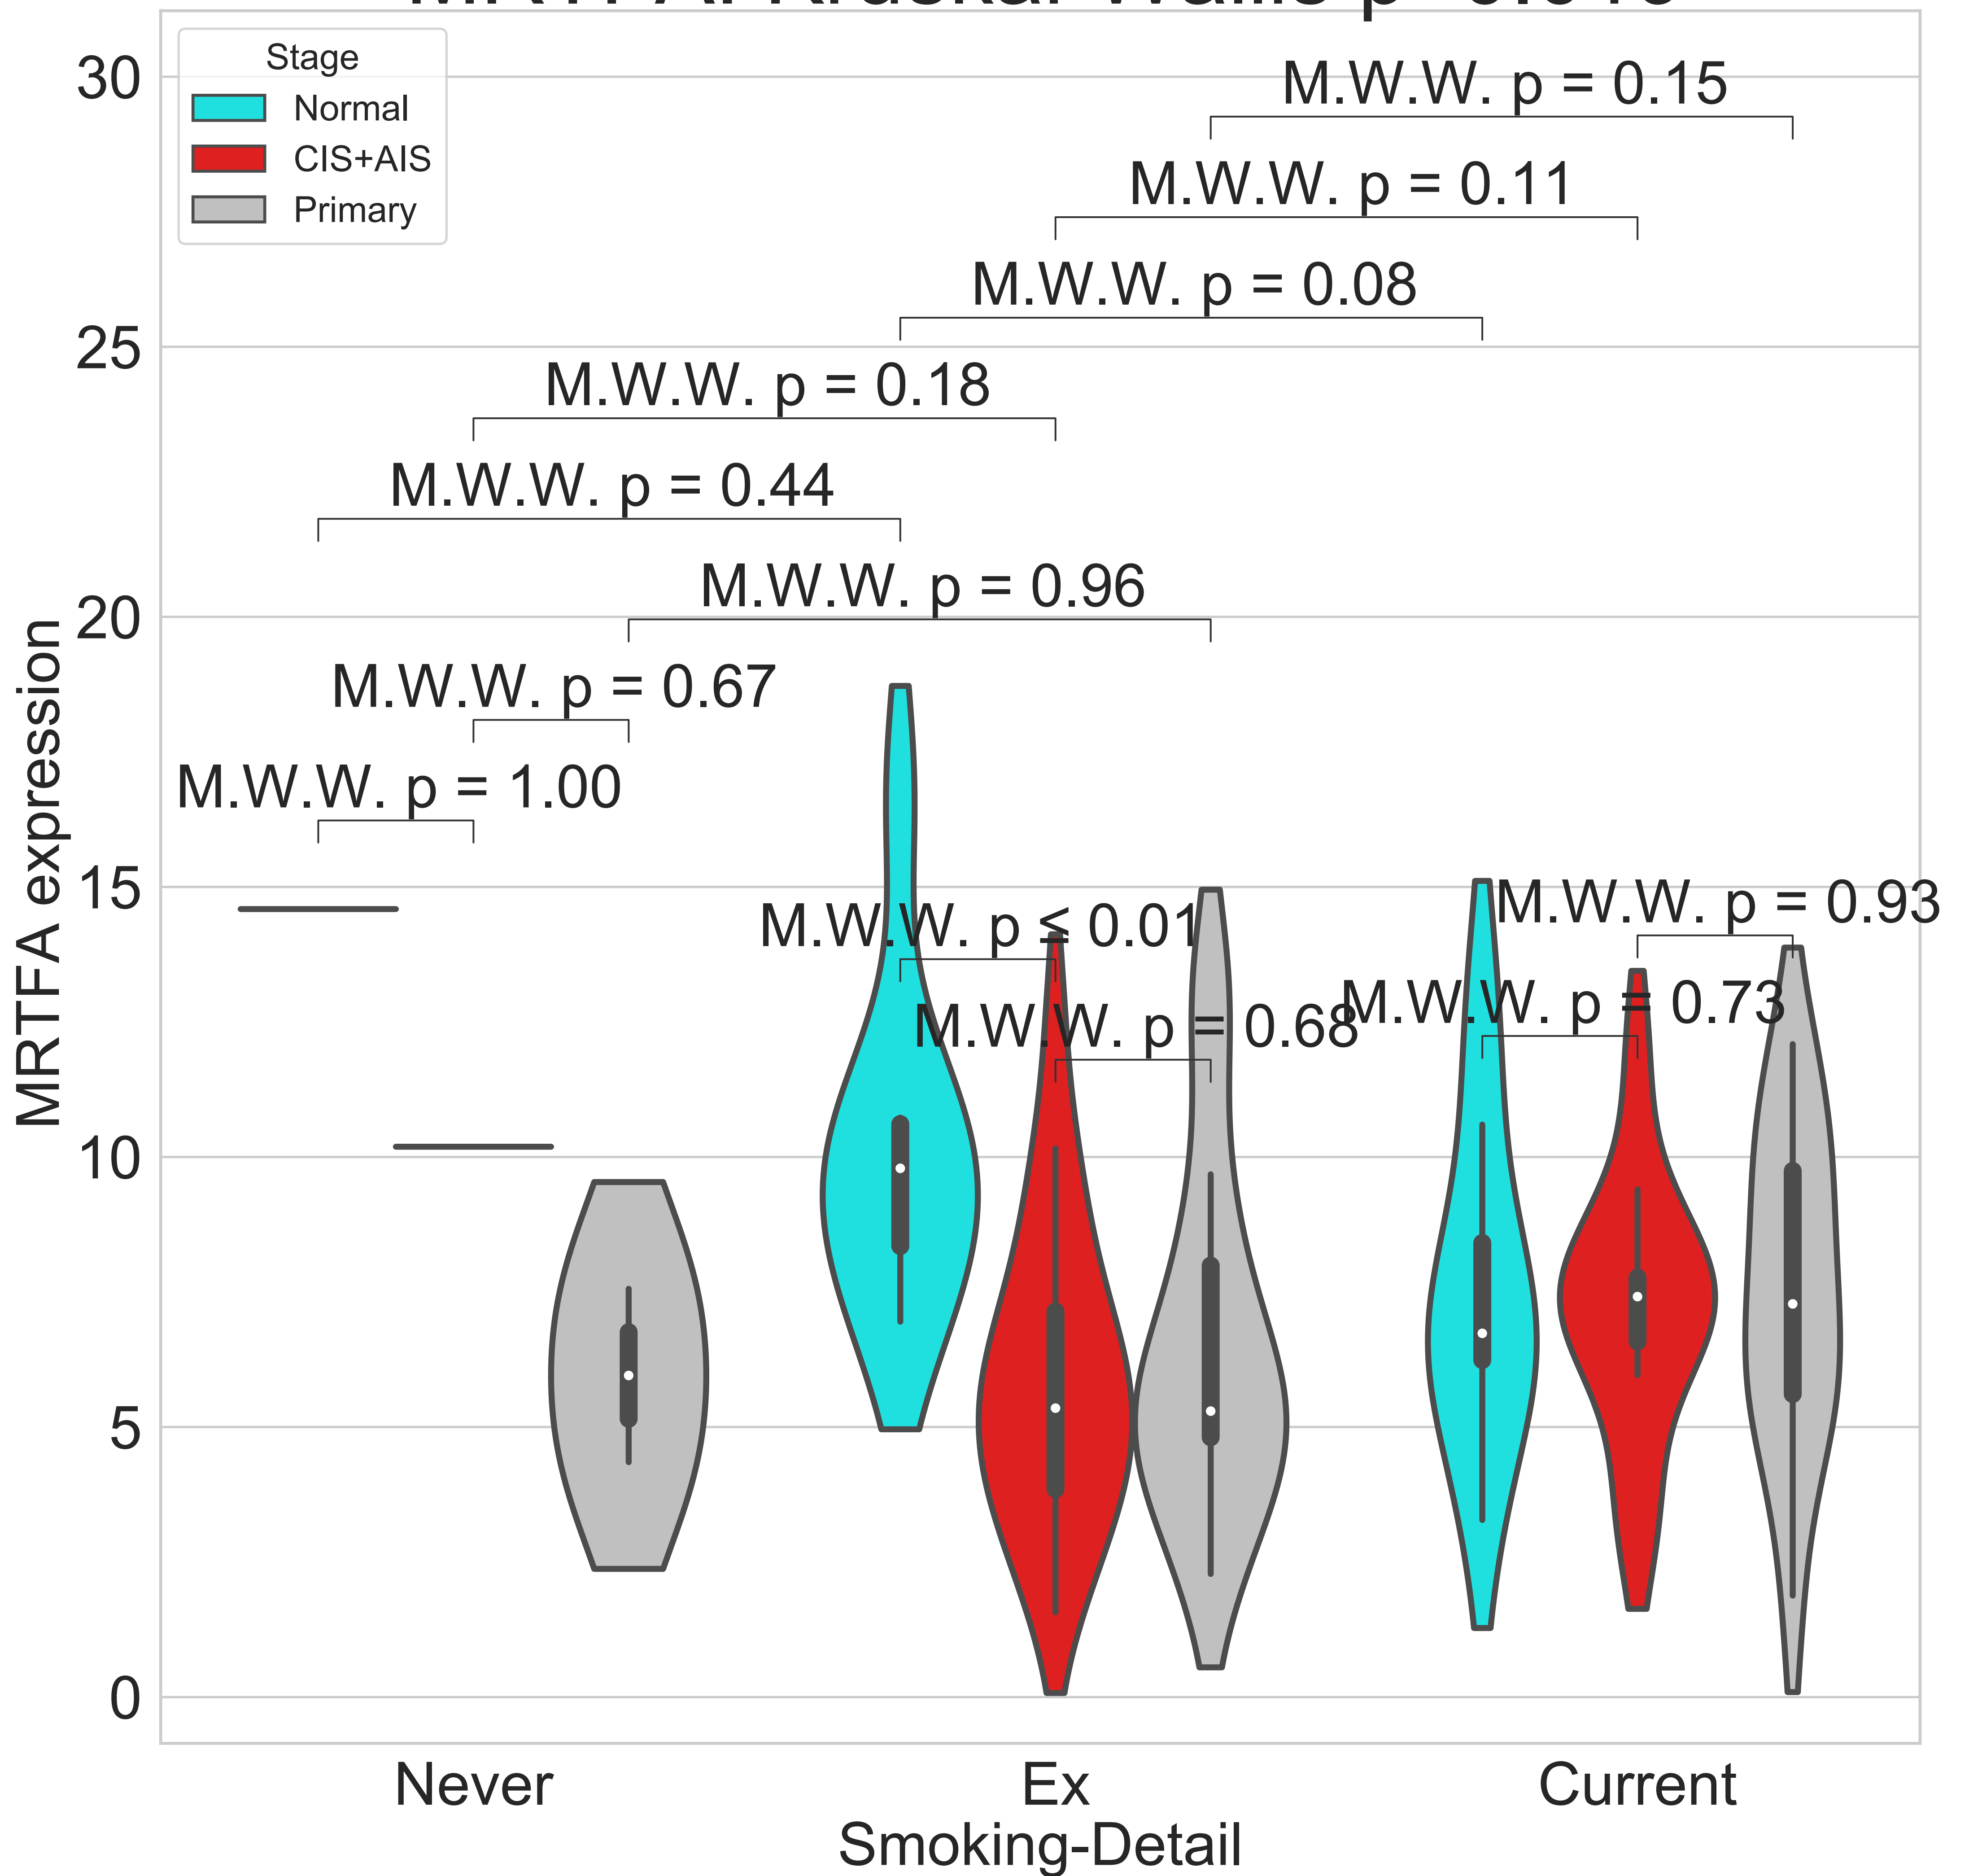 Stage
Normal
CIS+AIS
Primary
M.W.W. p = 0.15
M.W.W. p = 0.11
M.W.W. p = 0.08
M.W.W. p = 0.18
M.W.W. p = 0.44
M.W.W. p = 0.96
M.W.W. p = 0.67
M.W.W. p = 1.00
M.W.W. p ≤ 0.01
M.W.W. p = 0.68
M.W.W. p = 0.93
M.W.W. p = 0.73
MRTFA expression
30
25
20
15
10
5
0
Never
Ex
Current
Smoking-Detail